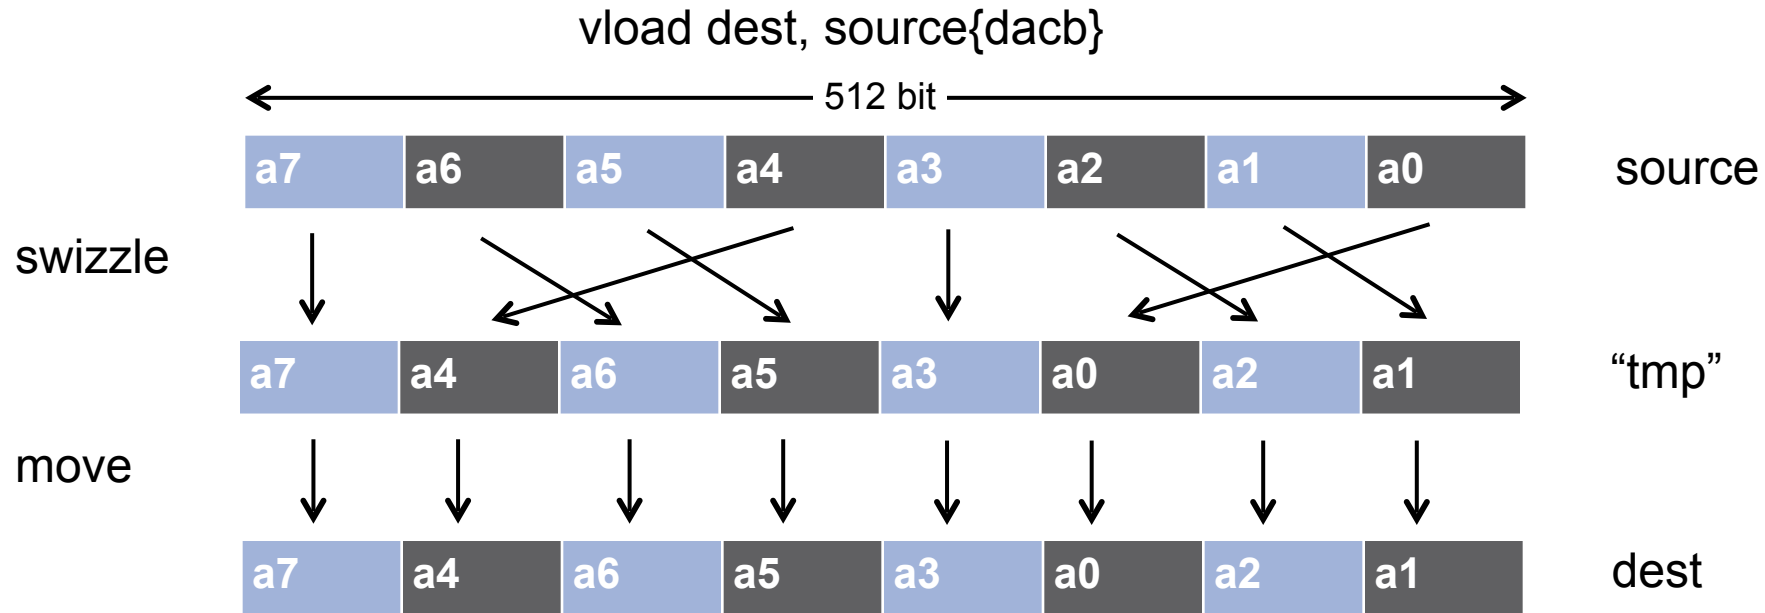 vload dest, source{dacb}
512 bit
a7 a6 a5 a4 a3 a2 a1 a0 source
swizzle
a7 a4 a6 a5 a3 a0 a2 a1 “tmp”
move
a7 a4 a6 a5 a3 a0 a2 a1 dest